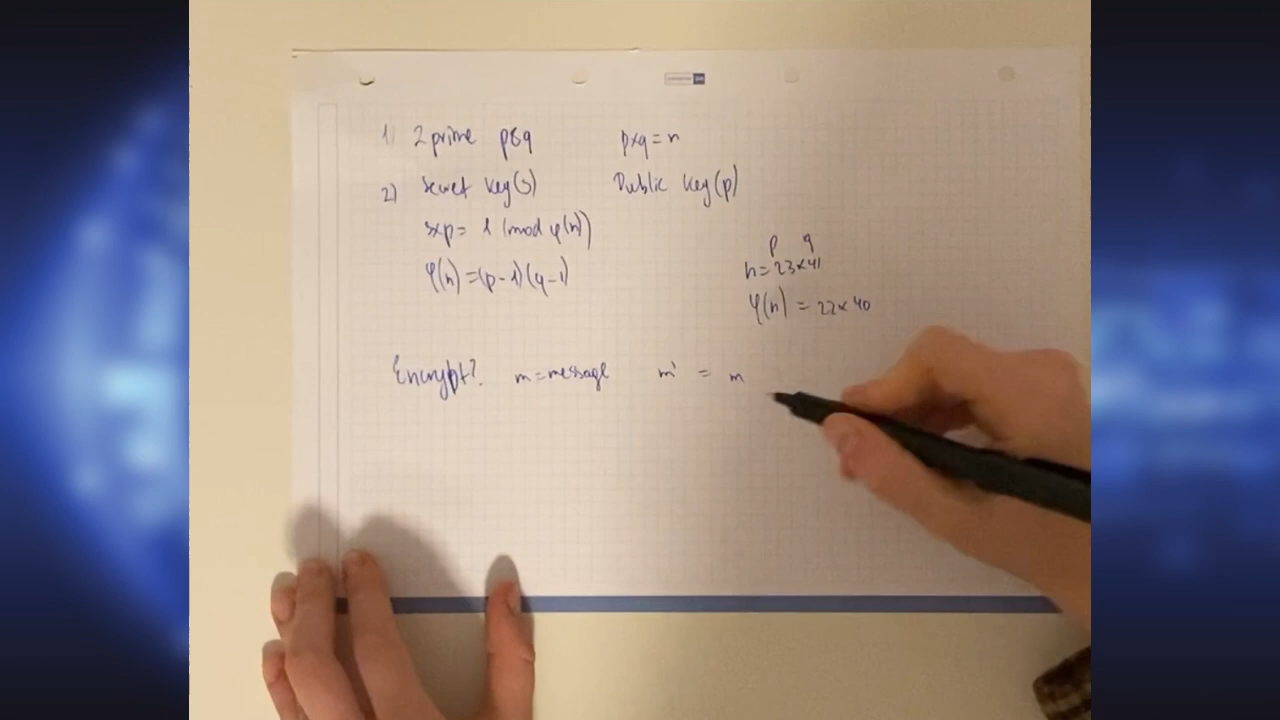 1) 2 prime p&q p×q = n
2) Secret key(s) Public key(p)
s×p = 1 (mod φ(n))
φ(n) = (p-1)(q-1)
p q
n = 23×41
φ(n) = 22×40
Encrypt? m = message m' = m